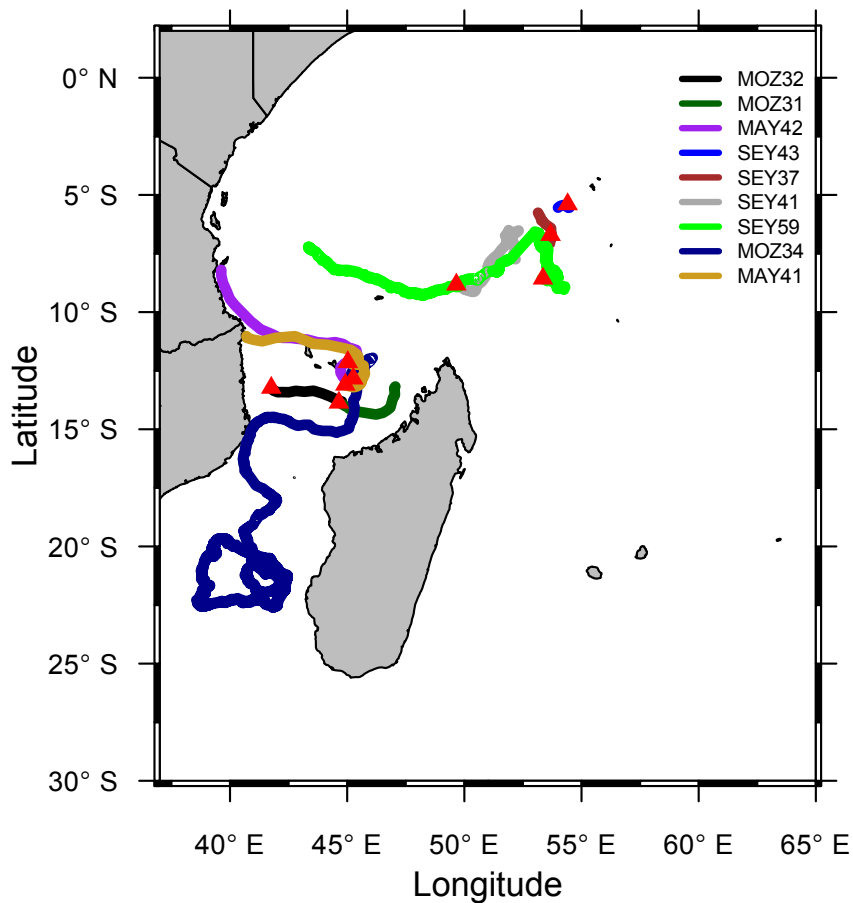 0° N
5° S
10° S
15° S
20° S
25° S
30° S
Latitude
MOZ32
MOZ31
MAY42
SEY43
SEY37
SEY41
SEY59
MOZ34
MAY41
40° E 45° E 50° E 55° E 60° E 65° E
Longitude